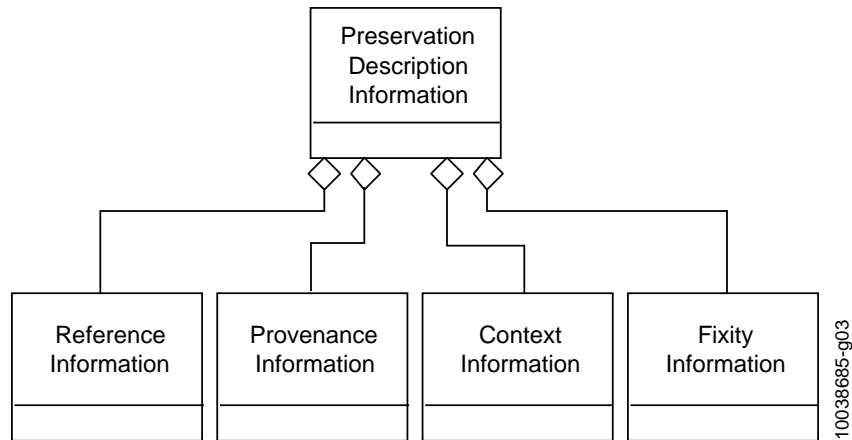 Preservation
Description
Information
Reference
Information
Provenance
Information
Context
Information
Fixity
Information
10038685-g03